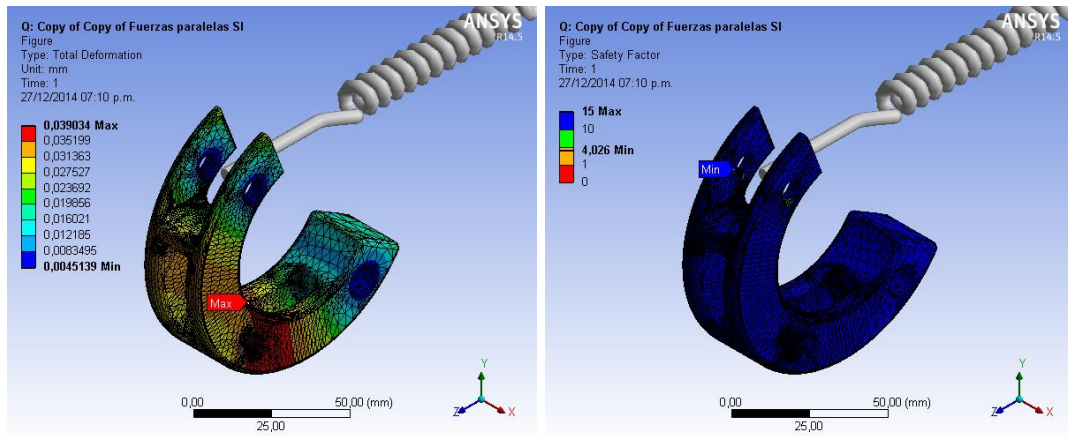 Q: Copy of Copy of Fuerzas paralelas SI
Figure
Type: Total Deformation
Unit: mm
Time: 1
27/12/2014 07:10 p.m.
ANSYS
R14.5
0,039034 Max
0,035199
0,031363
0,027527
0,023692
0,019856
0,016021
0,012185
0,0083495
0,0045139 Min
Max
0,00
50,00 (mm)
25,00
Y
Z
X
Q: Copy of Copy of Fuerzas paralelas SI
Figure
Type: Safety Factor
Time: 1
27/12/2014 07:10 p.m.
ANSYS
R14.5
15 Max
10
4,026 Min
1
0
Min
0,00
50,00 (mm)
25,00
Y
Z
X